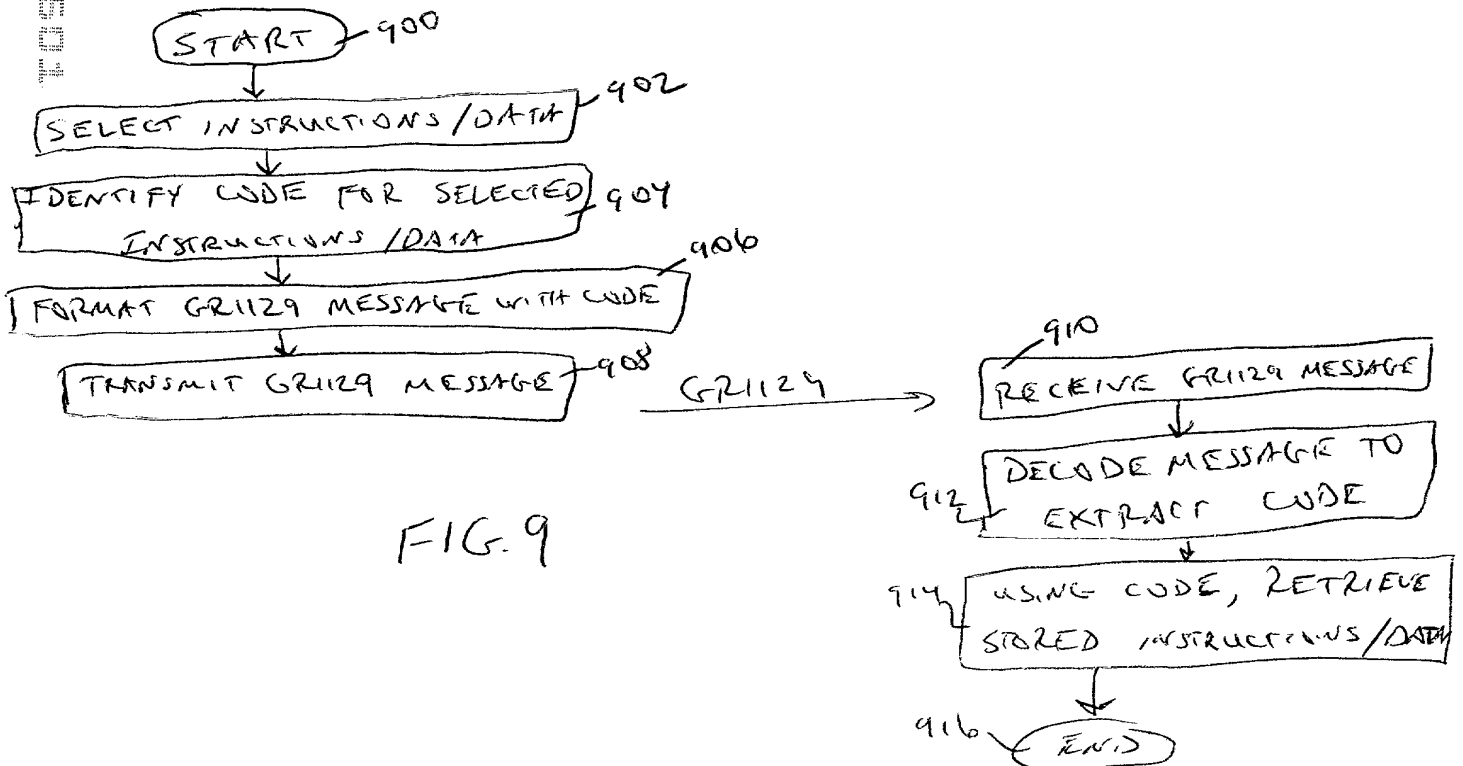 START 900
SELECT INSTRUCTIONS/DATA 902
IDENTIFY CODE FOR SELECTED
INSTRUCTIONS/DATA 904
FORMAT GR1129 MESSAGE WITH CODE 906
TRANSMIT GR1129 MESSAGE 908
GR1129
910
RECEIVE GR1129 MESSAGE
DECODE MESSAGE TO
912 EXTRACT CODE
914 USING CODE, RETRIEVE
STORED INSTRUCTIONS/DATA
916 END
FIG. 9